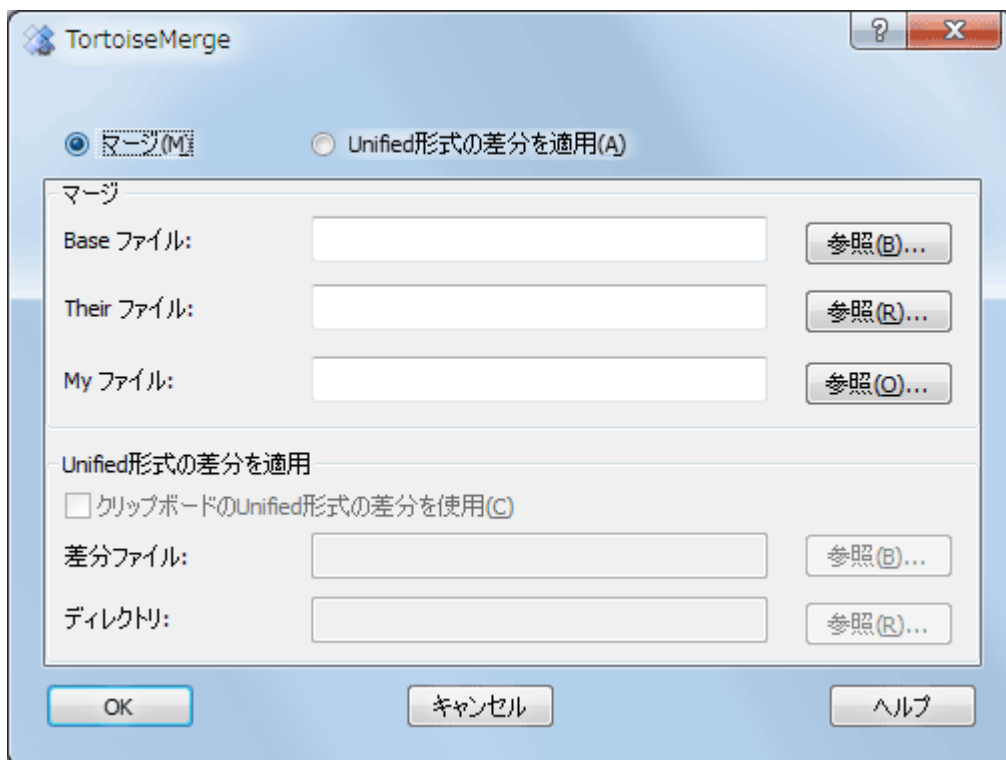 TortoiseMerge
マージ(M) Unified形式の差分を適用(A)
マージ
Base ファイル: 参照(B)...
Their ファイル: 参照(R)...
My ファイル: 参照(O)...
Unified形式の差分を適用
クリップボードのUnified形式の差分を使用(C)
差分ファイル: 参照(B)...
ディレクトリ: 参照(R)...
OK キャンセル ヘルプ